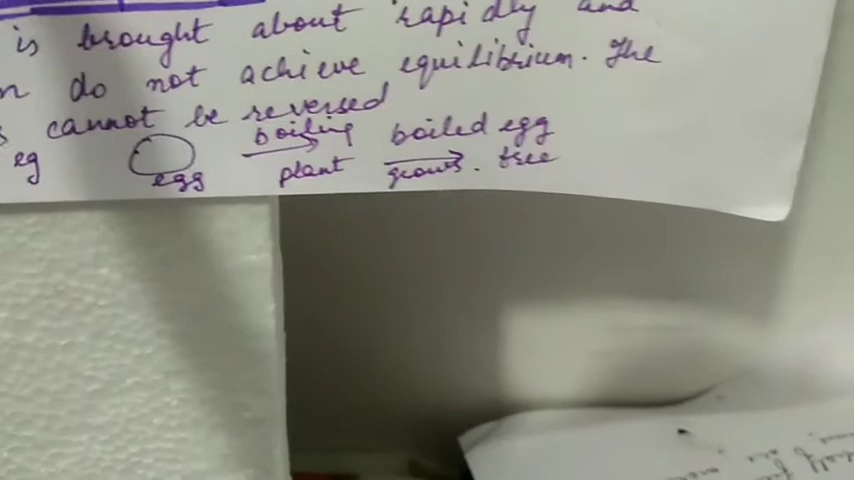 is brought about rapidly and
n do not achieve equilibrium. The
s cannot be reversed
boiling
eg egg boiled egg
plant growth. tree